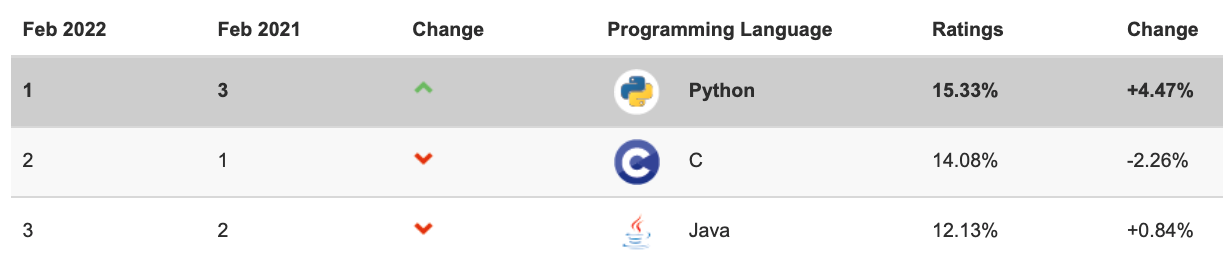 Feb 2022 Feb 2021 Change Programming Language Ratings Change
1 3 Python 15.33% +4.47%
2 1 C 14.08% -2.26%
3 2 Java 12.13% +0.84%